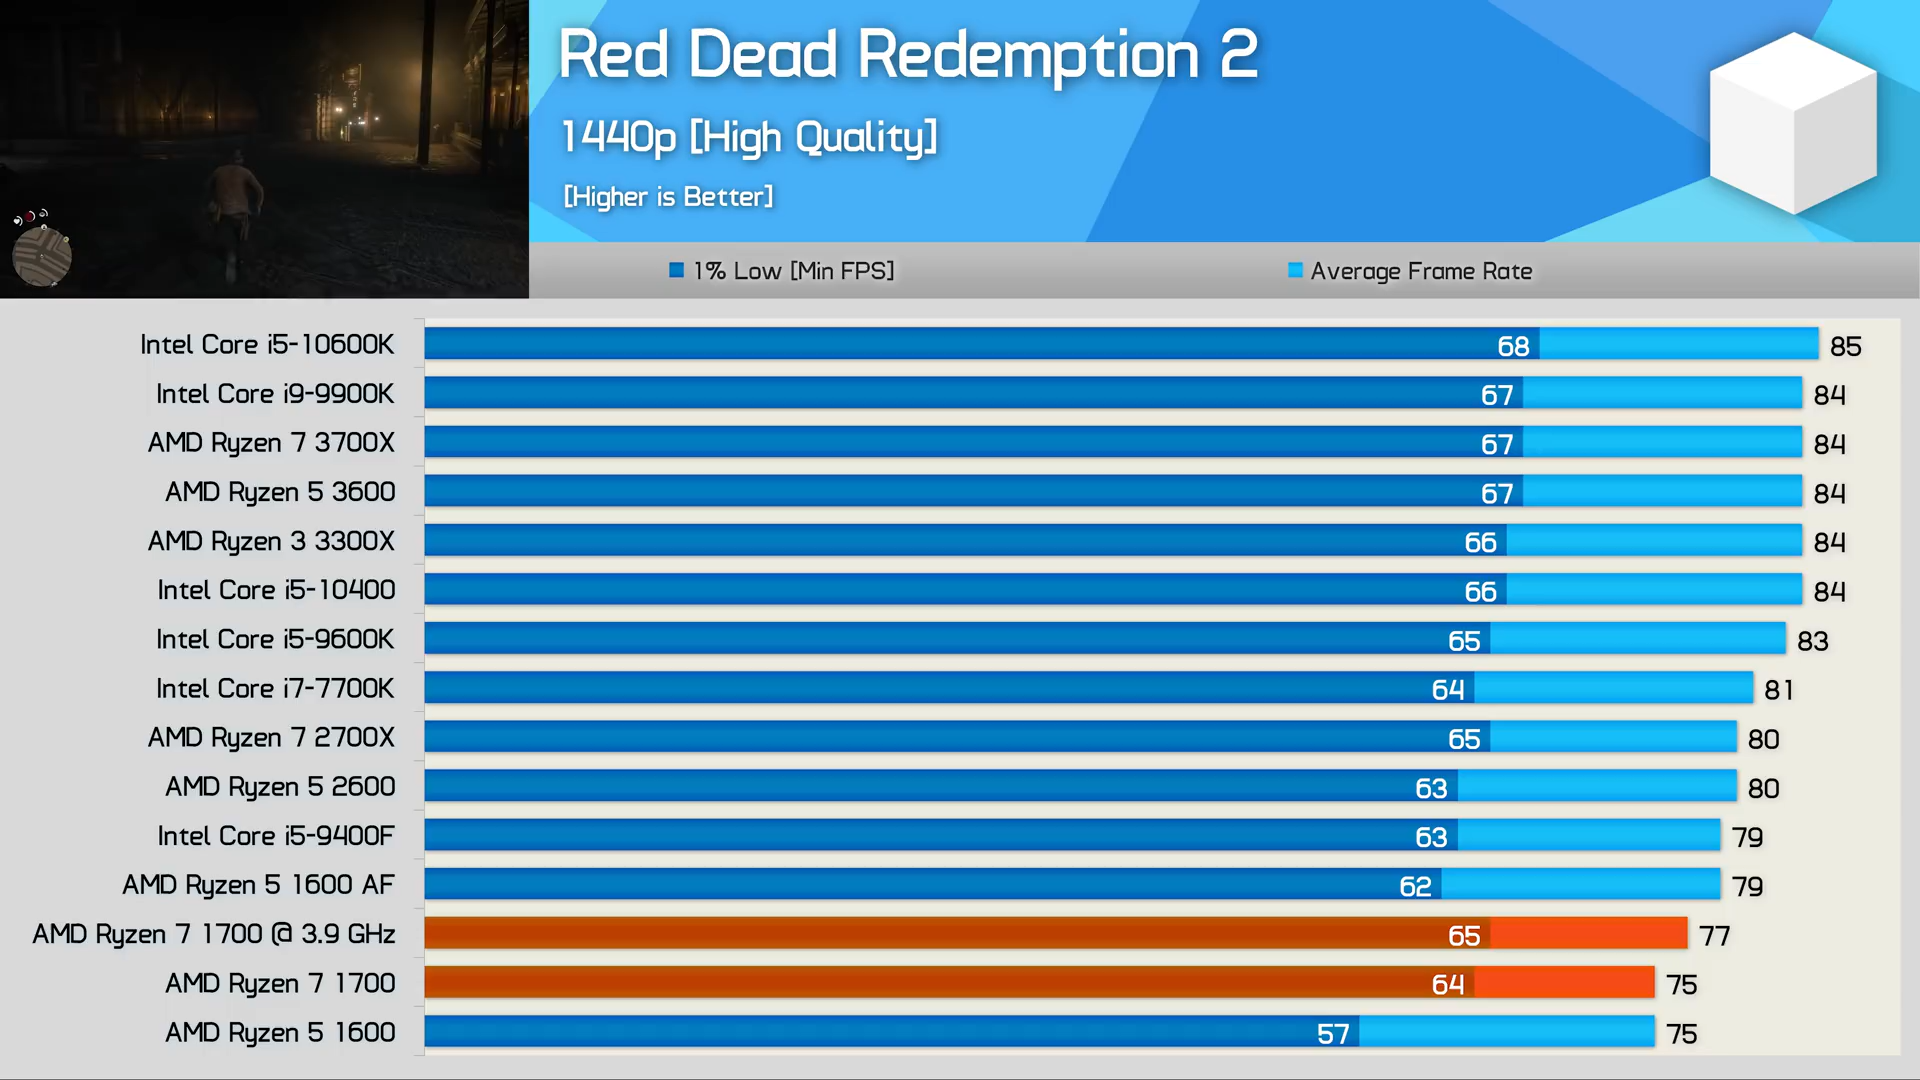 Red Dead Redemption 2
1440p [High Quality]
[Higher is Better]
1% Low [Min FPS] Average Frame Rate
Intel Core i5-10600K 68 85
Intel Core i9-9900K 67 84
AMD Ryzen 7 3700X 67 84
AMD Ryzen 5 3600 67 84
AMD Ryzen 3 3300X 66 84
Intel Core i5-10400 66 84
Intel Core i5-9600K 65 83
Intel Core i7-7700K 64 81
AMD Ryzen 7 2700X 65 80
AMD Ryzen 5 2600 63 80
Intel Core i5-9400F 63 79
AMD Ryzen 5 1600 AF 62 79
AMD Ryzen 7 1700 @ 3.9 GHz 65 77
AMD Ryzen 7 1700 64 75
AMD Ryzen 5 1600 57 75